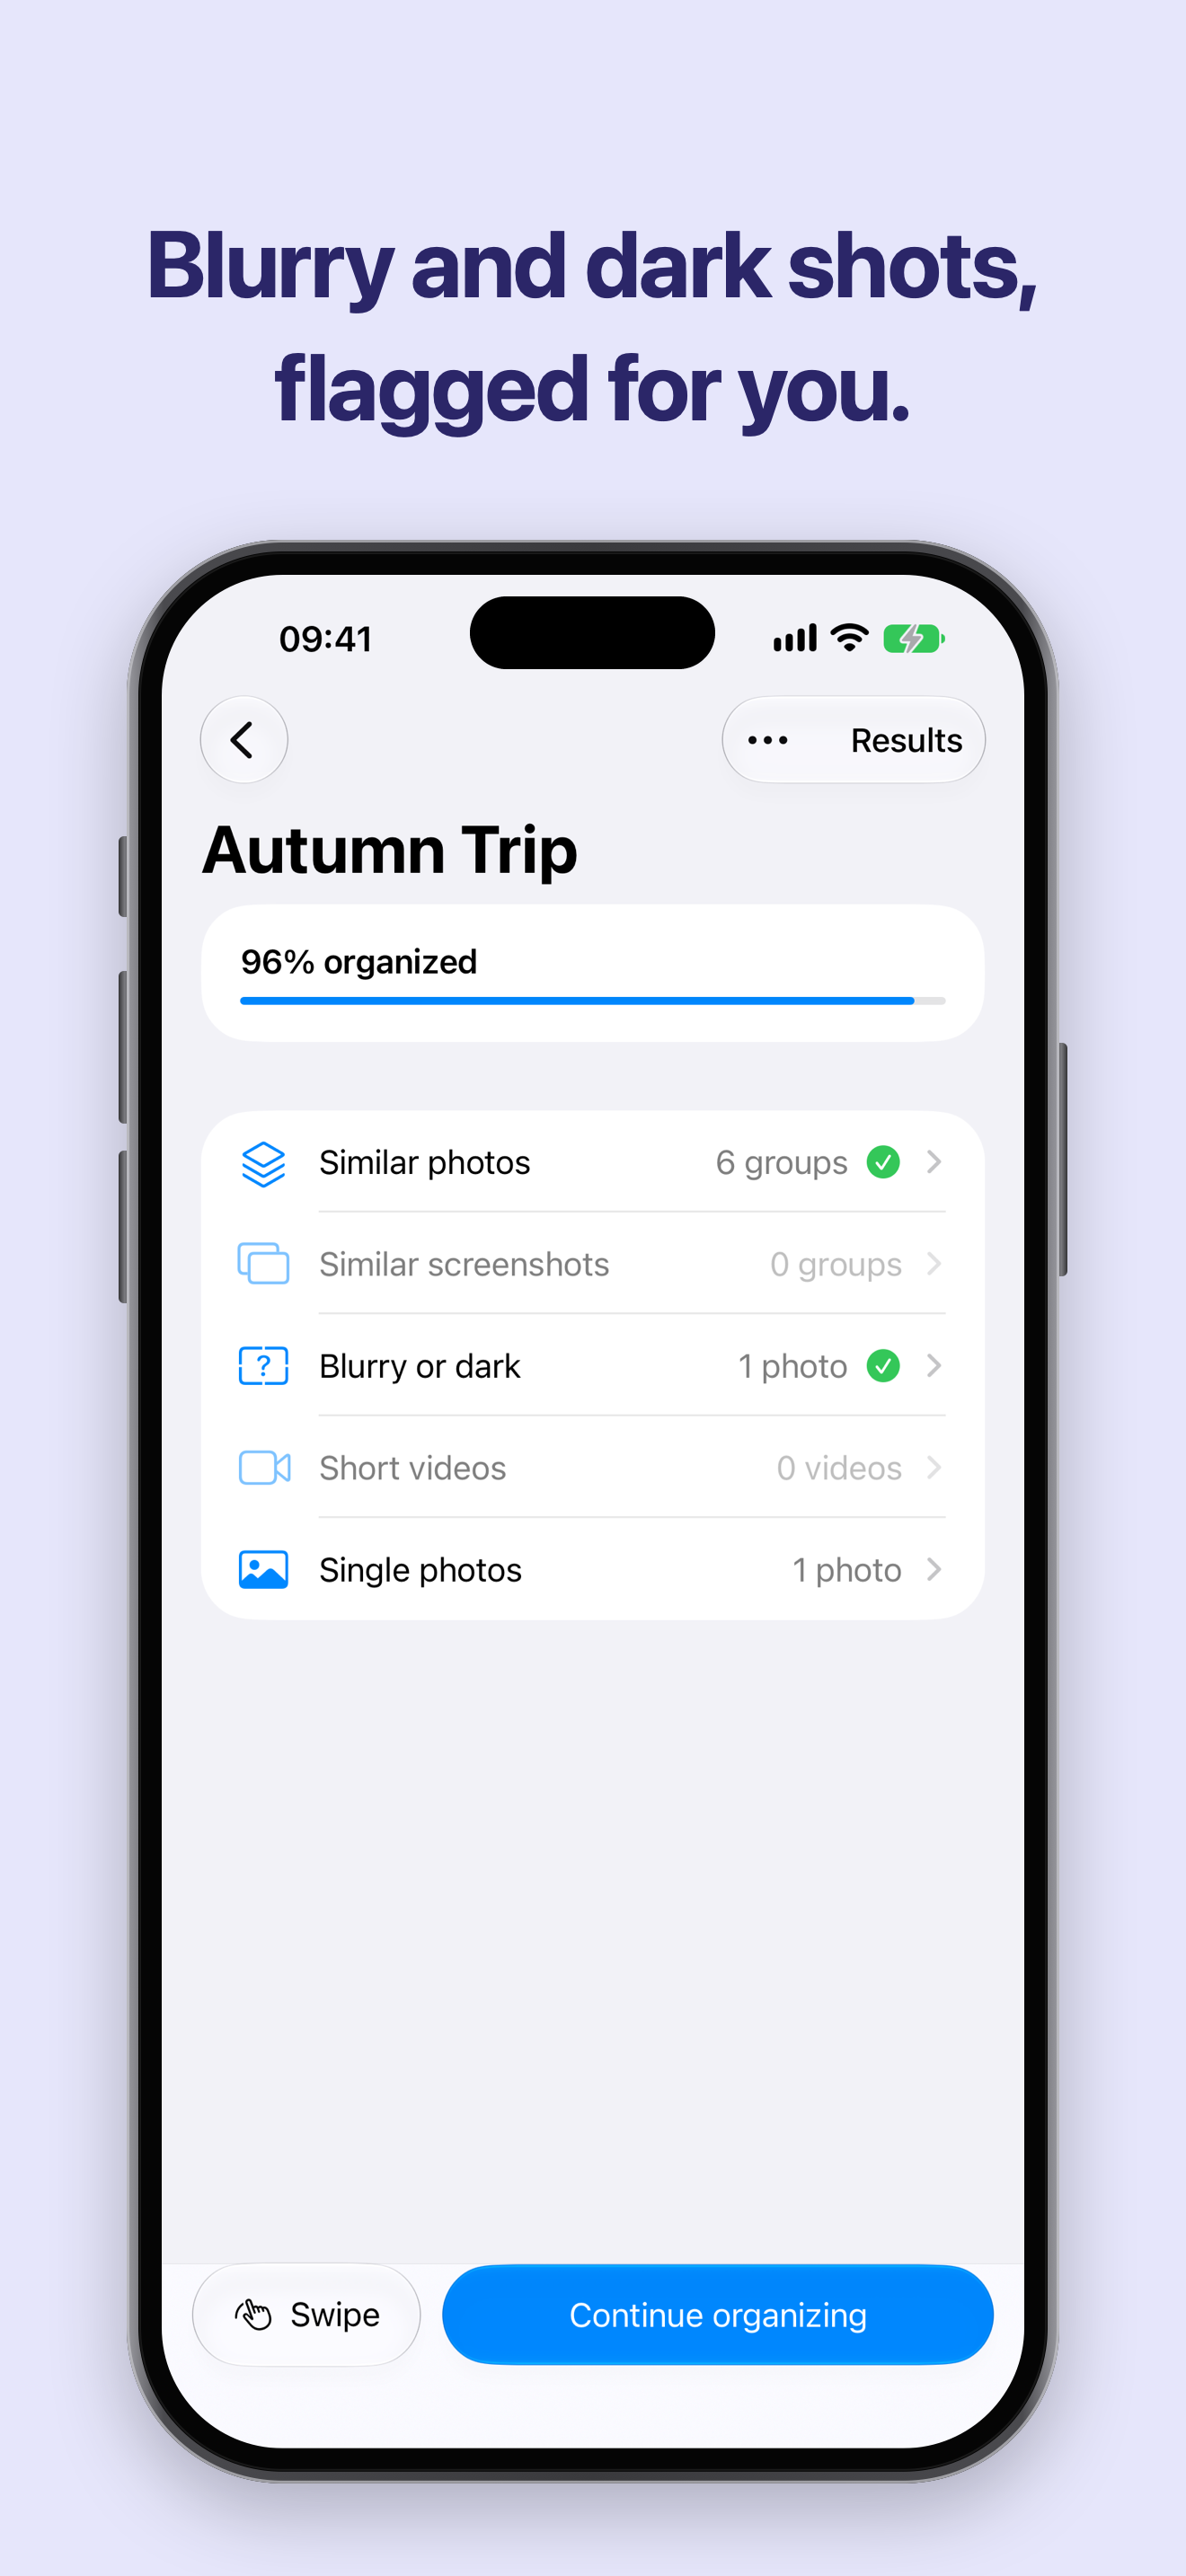 Blurry and dark shots,
flagged for you.
09:41
Results
Autumn Trip
96% organized
Similar photos 6 groups
Similar screenshots 0 groups
? Blurry or dark 1 photo
Short videos 0 videos
Single photos 1 photo
Swipe Continue organizing